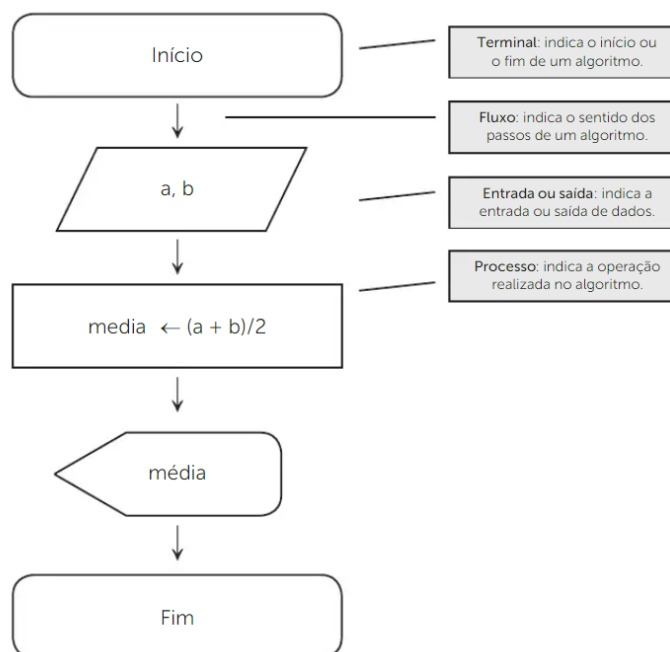 Início
Terminal: indica o início ou
o fim de um algoritmo.
Fluxo: indica o sentido dos
passos de um algoritmo.
a, b
Entrada ou saída: indica a
entrada ou saída de dados.
Processo: indica a operação
realizada no algoritmo.
media ← (a + b)/2
média
Fim